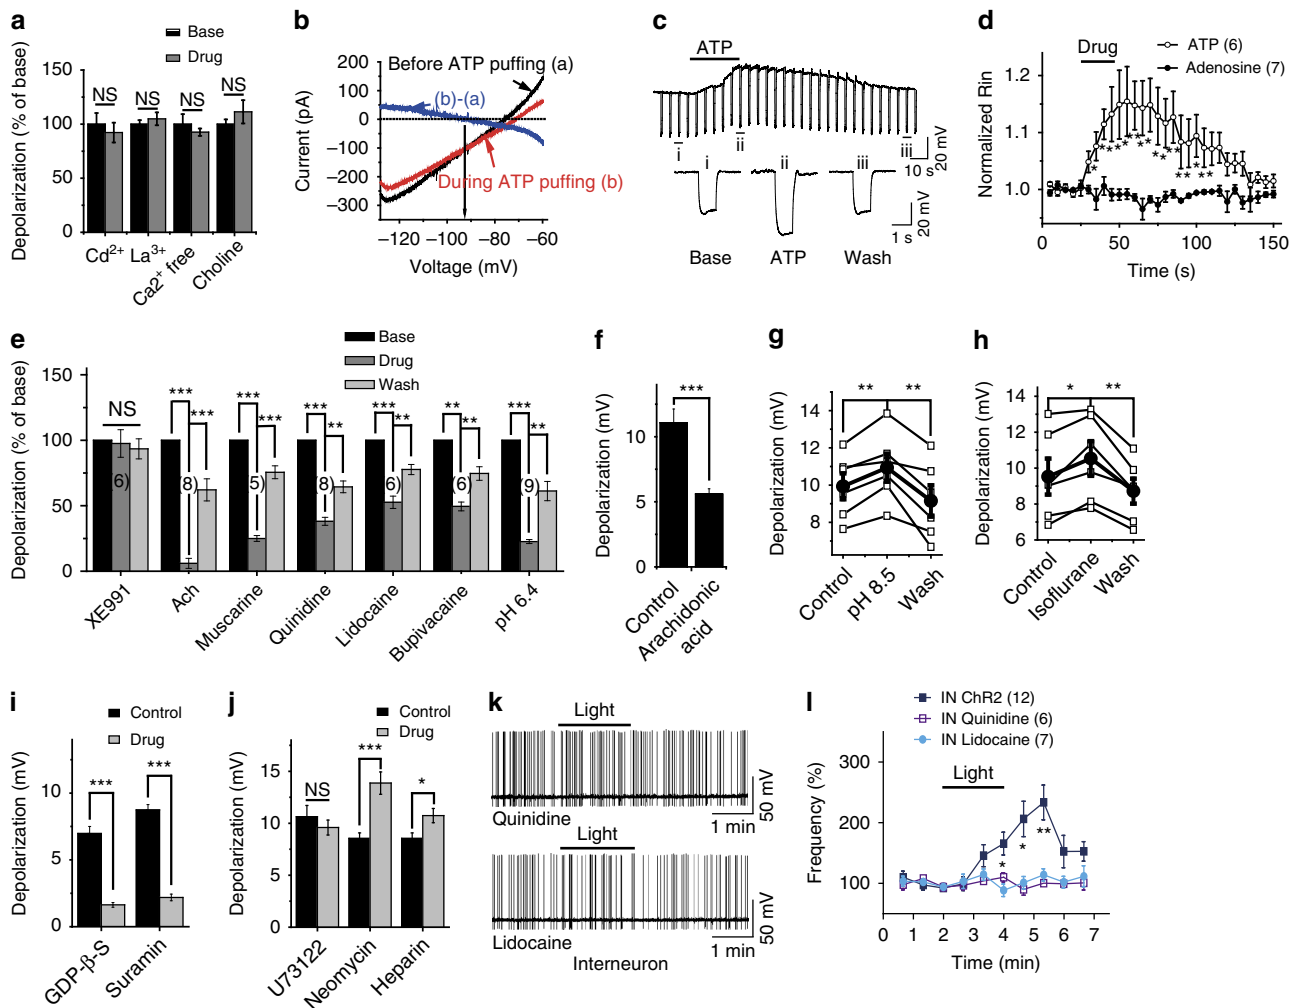 a
Base
Drug
Depolarization (% of base)
150
100
50
0
NS
NS
NS
NS
Cd2+
La3+
Ca2+ free
Choline
b
Current (pA)
200
100
0
−100
−200
−300
Before ATP puffing (a)
(b)-(a)
During ATP puffing (b)
−120
−100
−80
−60
Voltage (mV)
c
ATP
i
ii
iii
20 mV
10 s
i
ii
iii
20 mV
1 s
Base
ATP
Wash
d
Drug
ATP (6)
Adenosine (7)
Normalized Rin
1.2
1.1
1.0
0
50
100
150
Time (s)
e
Base
Drug
Wash
Depolarization (% of base)
150
100
50
0
NS
*** ***
*** ***
*** **
*** **
** **
*** **
6)
(8)
5)
(8)
6)
(6)
(9)
XE991
Ach
Muscarine
Quinidine
Lidocaine
Bupivacaine
pH 6.4
f
Depolarization (mV)
10
5
0
***
Control
Arachidonic
acid
g
Depolarization (mV)
14
12
10
8
** **
Control
pH 8.5
Wash
h
Depolarization (mV)
14
12
10
8
6
* **
Control
Isoflurane
Wash
i
Control
Drug
Depolarization (mV)
10
5
0
***
***
GDP-β-S
Suramin
j
Control
Drug
Depolarization (mV)
15
10
5
0
NS
***
*
U73122
Neomycin
Heparin
k
Light
Quinidine
50 mV
1 min
Light
Lidocaine
50 mV
1 min
Interneuron
l
IN ChR2 (12)
IN Quinidine (6)
IN Lidocaine (7)
Light
Frequency (%)
300
200
100
*
*
**
0
1
2
3
4
5
6
7
Time (min)